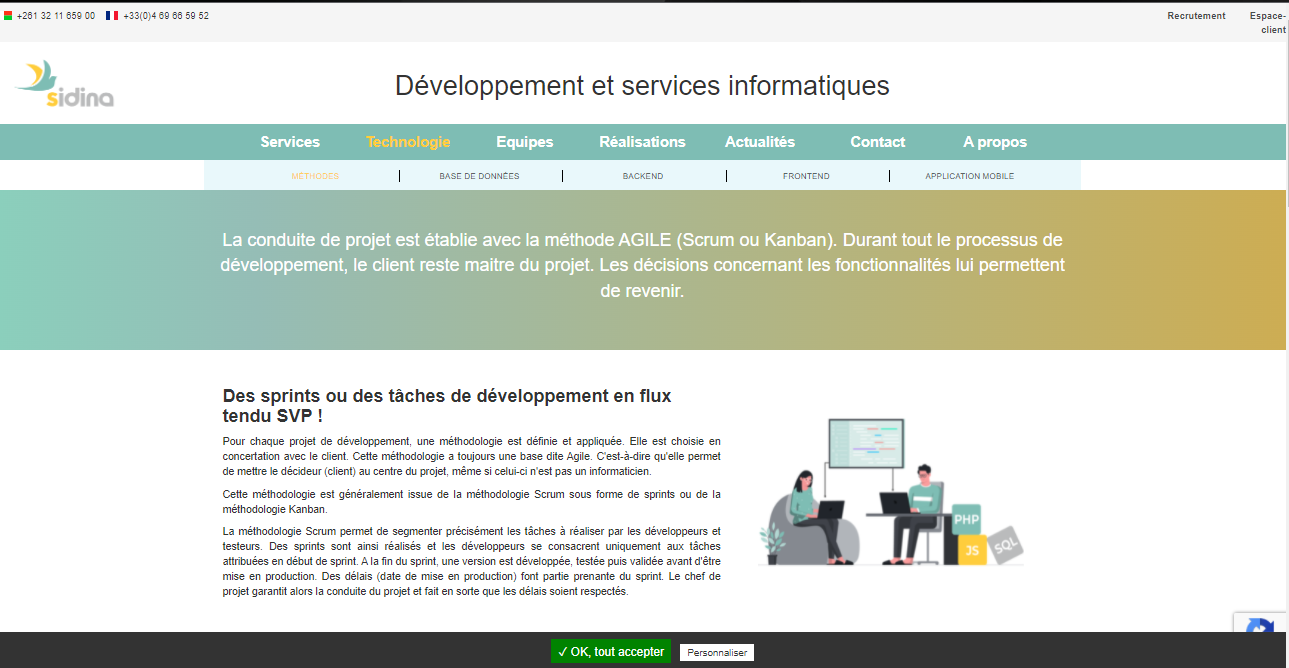 +261 32 11 659 00 +33(0)4 69 66 59 52
Recrutement Espace-
client
sidina
Développement et services informatiques
Services Technologie Equipes Réalisations Actualités Contact A propos
MÉTHODES BASE DE DONNÉES BACKEND FRONTEND APPLICATION MOBILE
La conduite de projet est établie avec la méthode AGILE (Scrum ou Kanban). Durant tout le processus de
développement, le client reste maitre du projet. Les décisions concernant les fonctionnalités lui permettent
de revenir.
Des sprints ou des tâches de développement en flux
tendu SVP !
Pour chaque projet de développement, une méthodologie est définie et appliquée. Elle est choisie en
concertation avec le client. Cette méthodologie a toujours une base dite Agile. C'est-à-dire qu'elle permet
de mettre le décideur (client) au centre du projet, même si celui-ci n'est pas un informaticien.
Cette méthodologie est généralement issue de la méthodologie Scrum sous forme de sprints ou de la
méthodologie Kanban.
La méthodologie Scrum permet de segmenter précisément les tâches à réaliser par les développeurs et
testeurs. Des sprints sont ainsi réalisés et les développeurs se consacrent uniquement aux tâches
attribuées en début de sprint. A la fin du sprint, une version est développée, testée puis validée avant d'être
mise en production. Des délais (date de mise en production) font partie prenante du sprint. Le chef de
projet garantit alors la conduite du projet et fait en sorte que les délais soient respectés.
PHP
JS
SQL
✓ OK, tout accepter Personnaliser